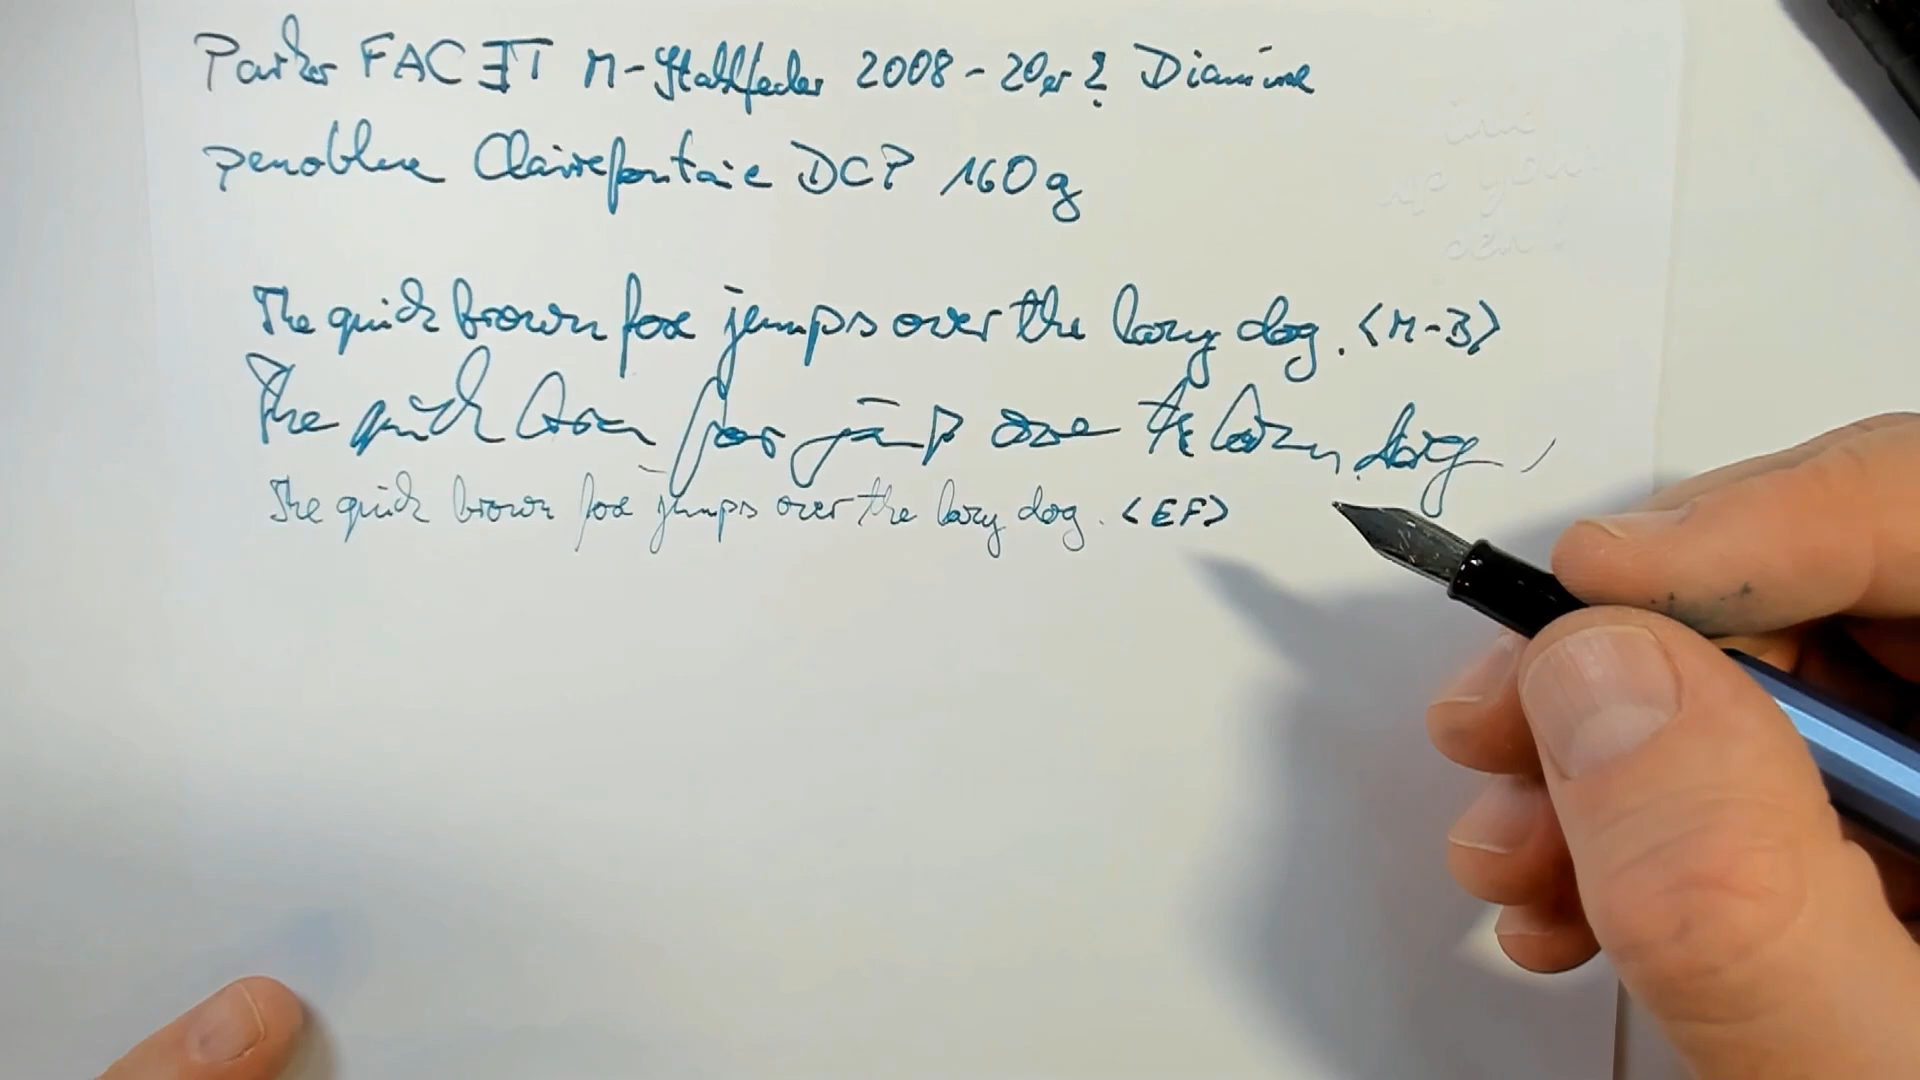 Parker FACET M-Stahlfeder 2008-20er? Diamine
penoblue Clairefontaie DCP 160g
The quick brown fox jumps over the lazy dog. <M-B>
The quick brown fox jump over the lazy dog
The quick brown fox jumps over the lazy dog. <EF>